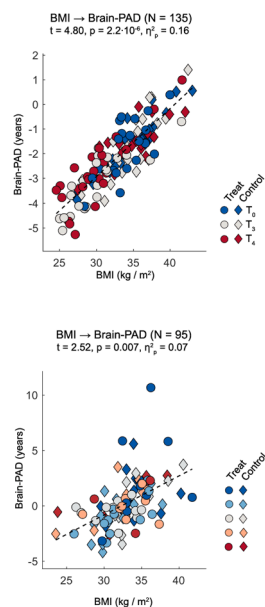 BMI → Brain-PAD (N = 135)
t = 4.80, p = 2.2·10⁻⁶, η²ₚ = 0.16
Brain-PAD (years)
2
1
0
-1
-2
-3
-4
-5
25 30 35 40
BMI (kg / m²)
Treat
Control
T₀
T₃
T₄
BMI → Brain-PAD (N = 95)
t = 2.52, p = 0.007, η²ₚ = 0.07
Brain-PAD (years)
10
5
0
-5
25 30 35 40
BMI (kg / m²)
Treat
Control